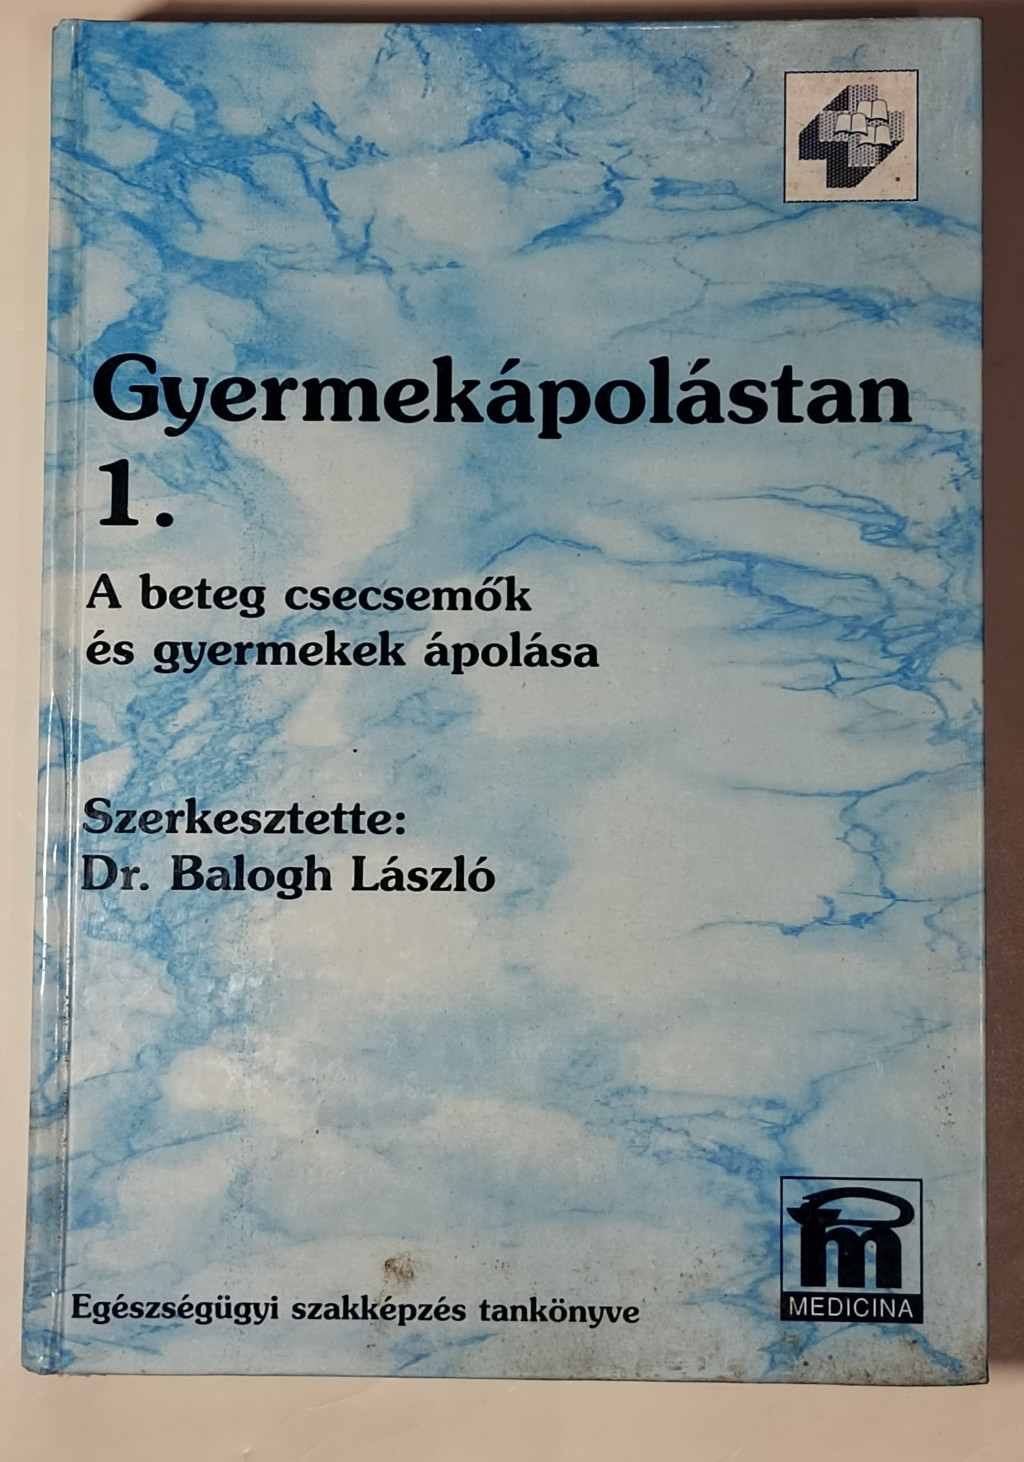 Gyermekápolástan
1.
A beteg csecsemők
és gyermekek ápolása
Szerkesztette:
Dr. Balogh László
Egészségügyi szakképzés tankönyve
m
MEDICINA